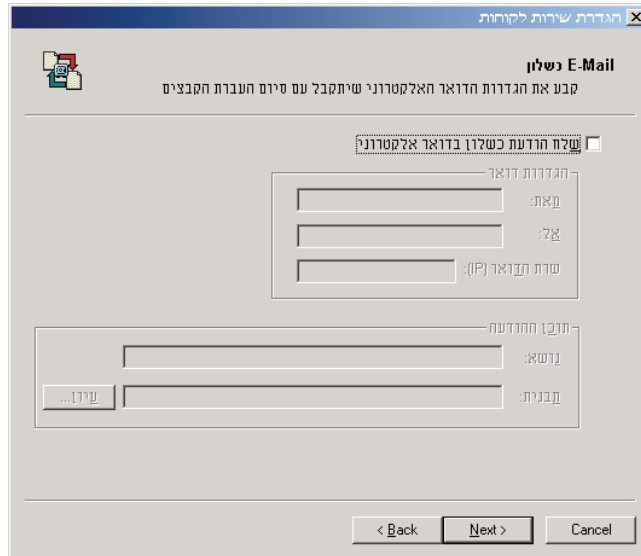 הגדרת שירות לקוחות
E-Mail כשלון
קבע את הגדרות הדואר האלקטרוני שיתקבל עם סיום העברת הקבצים
שלח הודעת כשלון בדואר אלקטרוני
הגדרות דואר
מאת:
אל:
שרת הדואר (IP):
תוכן ההודעה
נושא:
תבנית:
עיון...
< Back
Next >
Cancel